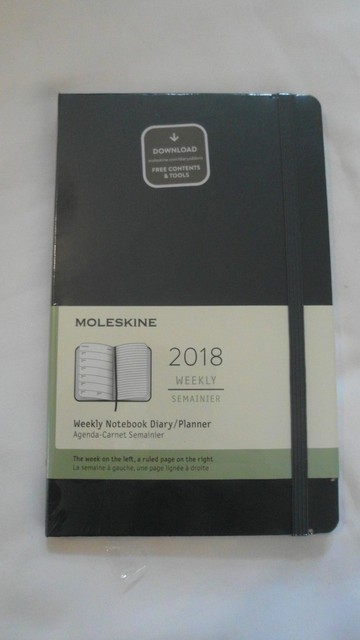 DOWNLOAD
FREE CONTENTS
& TOOLS
MOLESKINE
2018
WEEKLY
SEMAINIER
Weekly Notebook Diary/Planner
Agenda-Carnet Semainier
The week on the left, a ruled page on the right
La semaine à gauche, une page lignée à droite